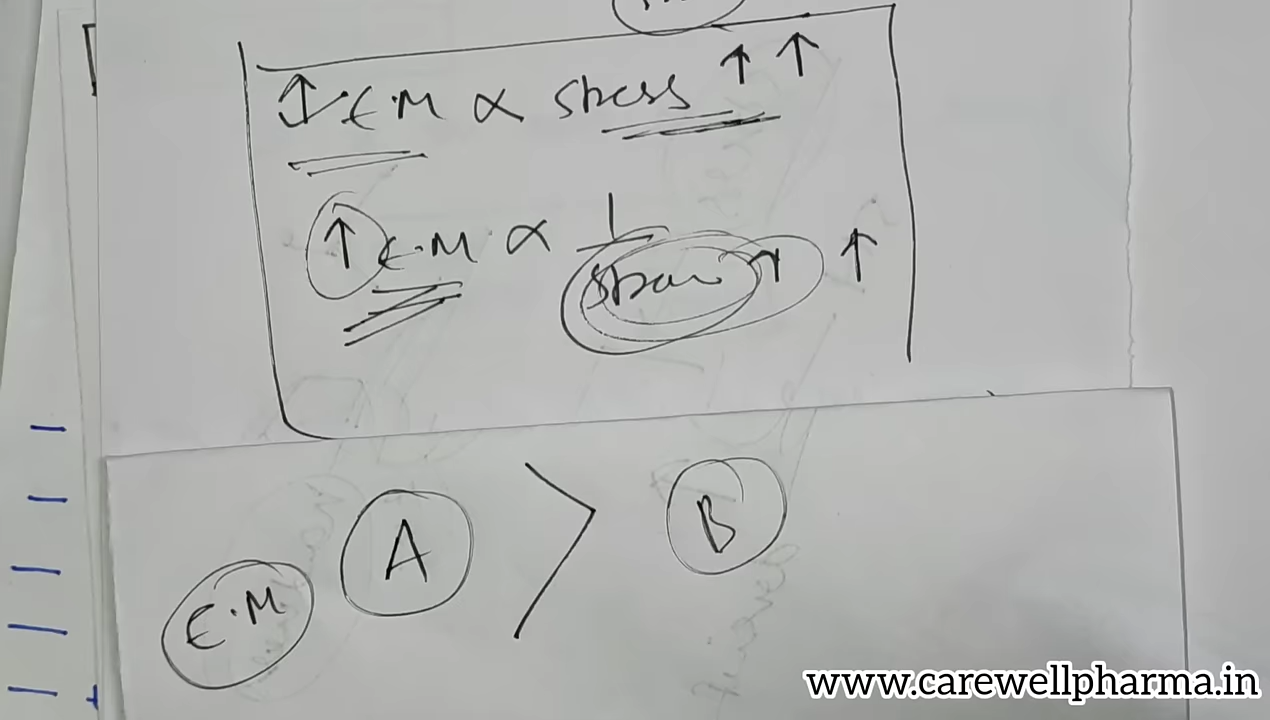 ↑ E.M ∝ stress ↑ ↑
↑ E.M. ∝ 1/strain ↑ ↑
A > B
E.M
www.carewellpharma.in